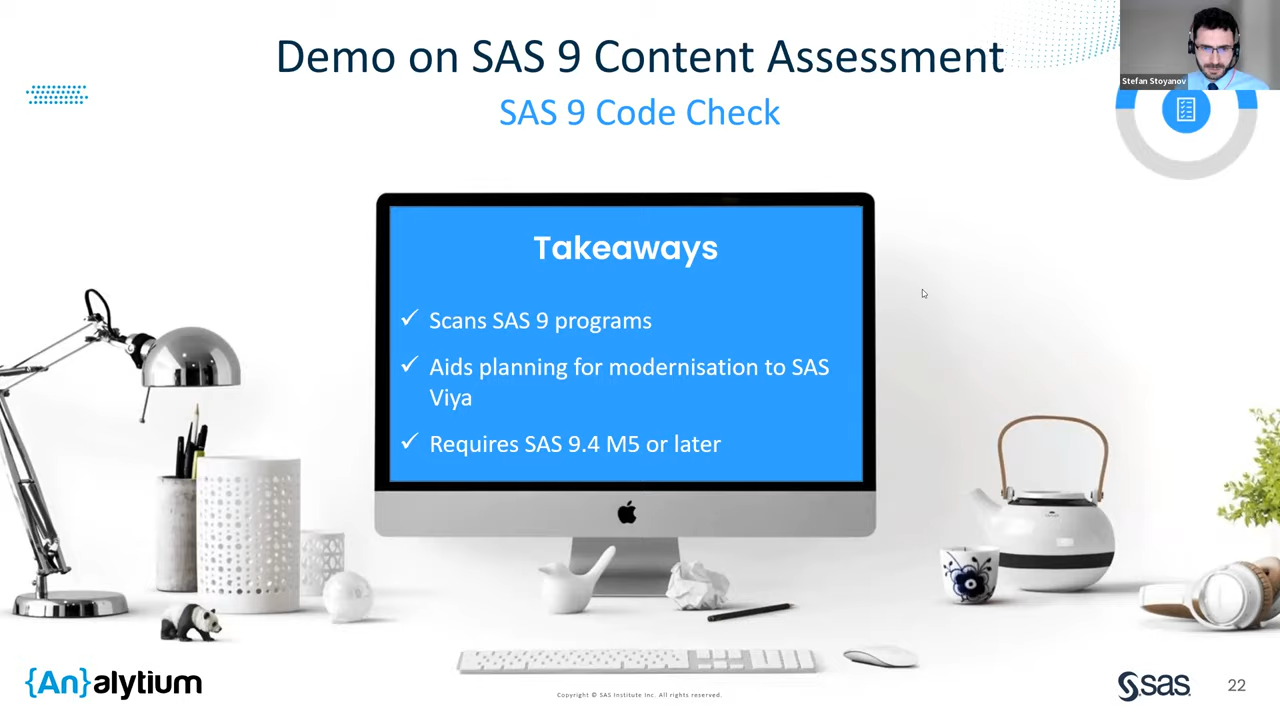 Demo on SAS 9 Content Assessment
SAS 9 Code Check
Stefan Stoyanov
Takeaways
✓ Scans SAS 9 programs
✓ Aids planning for modernisation to SAS
Viya
✓ Requires SAS 9.4 M5 or later
{An}alytium
Copyright © SAS Institute Inc. All rights reserved.
sas
22